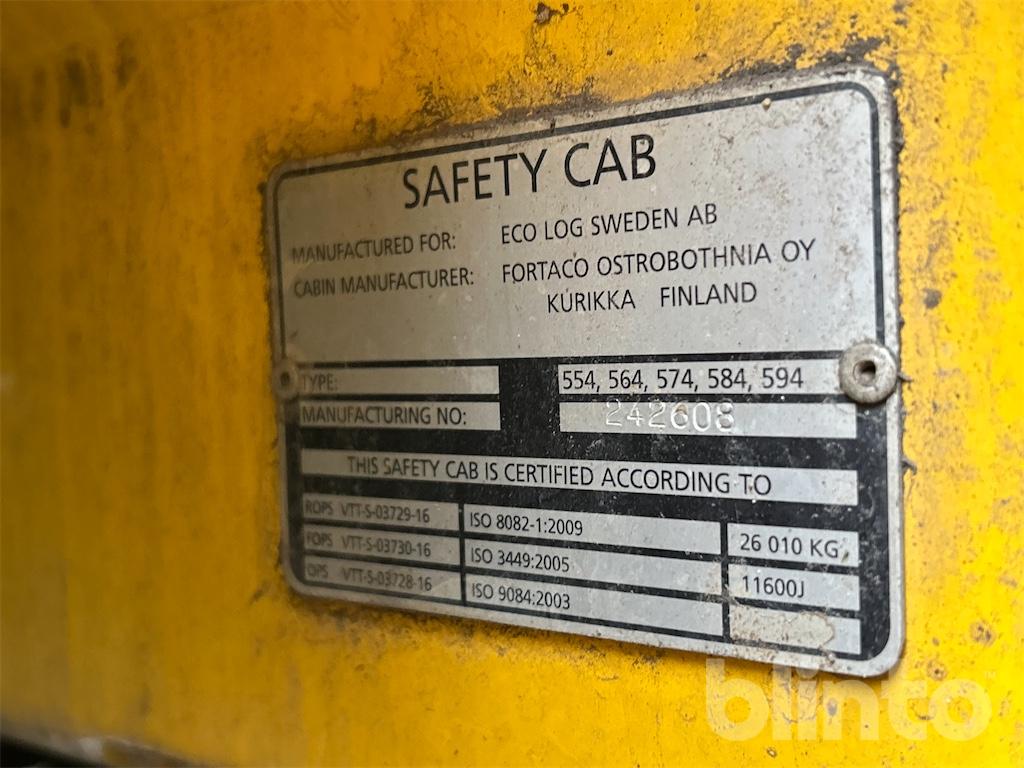 SAFETY CAB
MANUFACTURED FOR: ECO LOG SWEDEN AB
CABIN MANUFACTURER: FORTACO OSTROBOTHNIA OY
KURIKKA FINLAND
TYPE: 554, 564, 574, 584, 594
MANUFACTURING NO: 242608
THIS SAFETY CAB IS CERTIFIED ACCORDING TO
ROPS VTT-S-03729-16 ISO 8082-1:2009 26 010 KG
FOPS VTT-S-03730-16 ISO 3449:2005 11600J
OPS VTT-S-03728-16 ISO 9084:2003
blinto